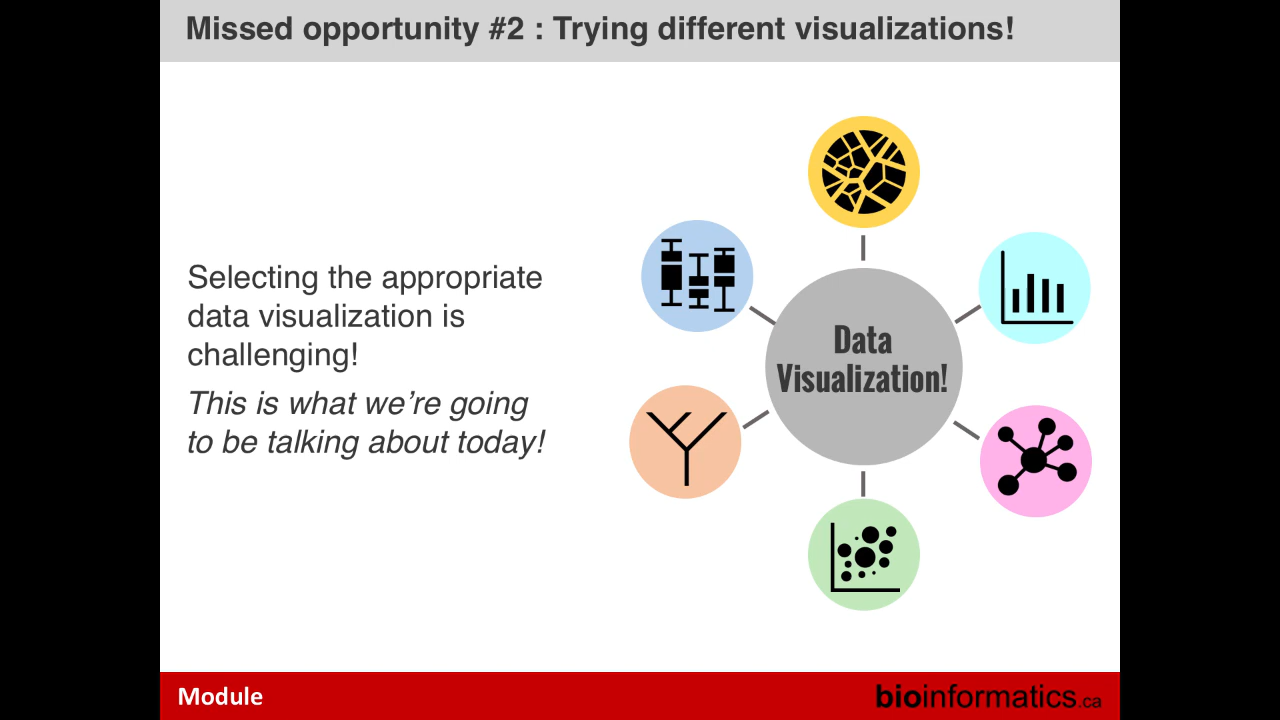 Missed opportunity #2 : Trying different visualizations!
Selecting the appropriate
data visualization is
challenging!
This is what we’re going
to be talking about today!
Data
Visualization!
Module
bioinformatics.ca